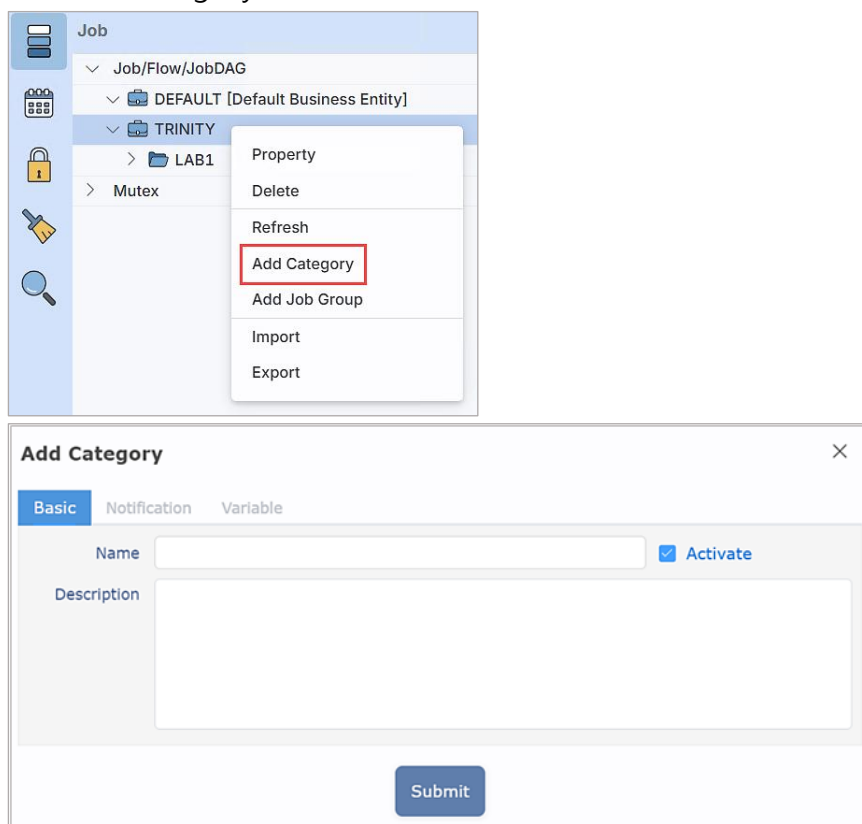 Job
Job/Flow/JobDAG
DEFAULT [Default Business Entity]
TRINITY
LAB1
Mutex
Property
Delete
Refresh
Add Category
Add Job Group
Import
Export
Add Category
Basic Notification Variable
Name
Activate
Description
Submit